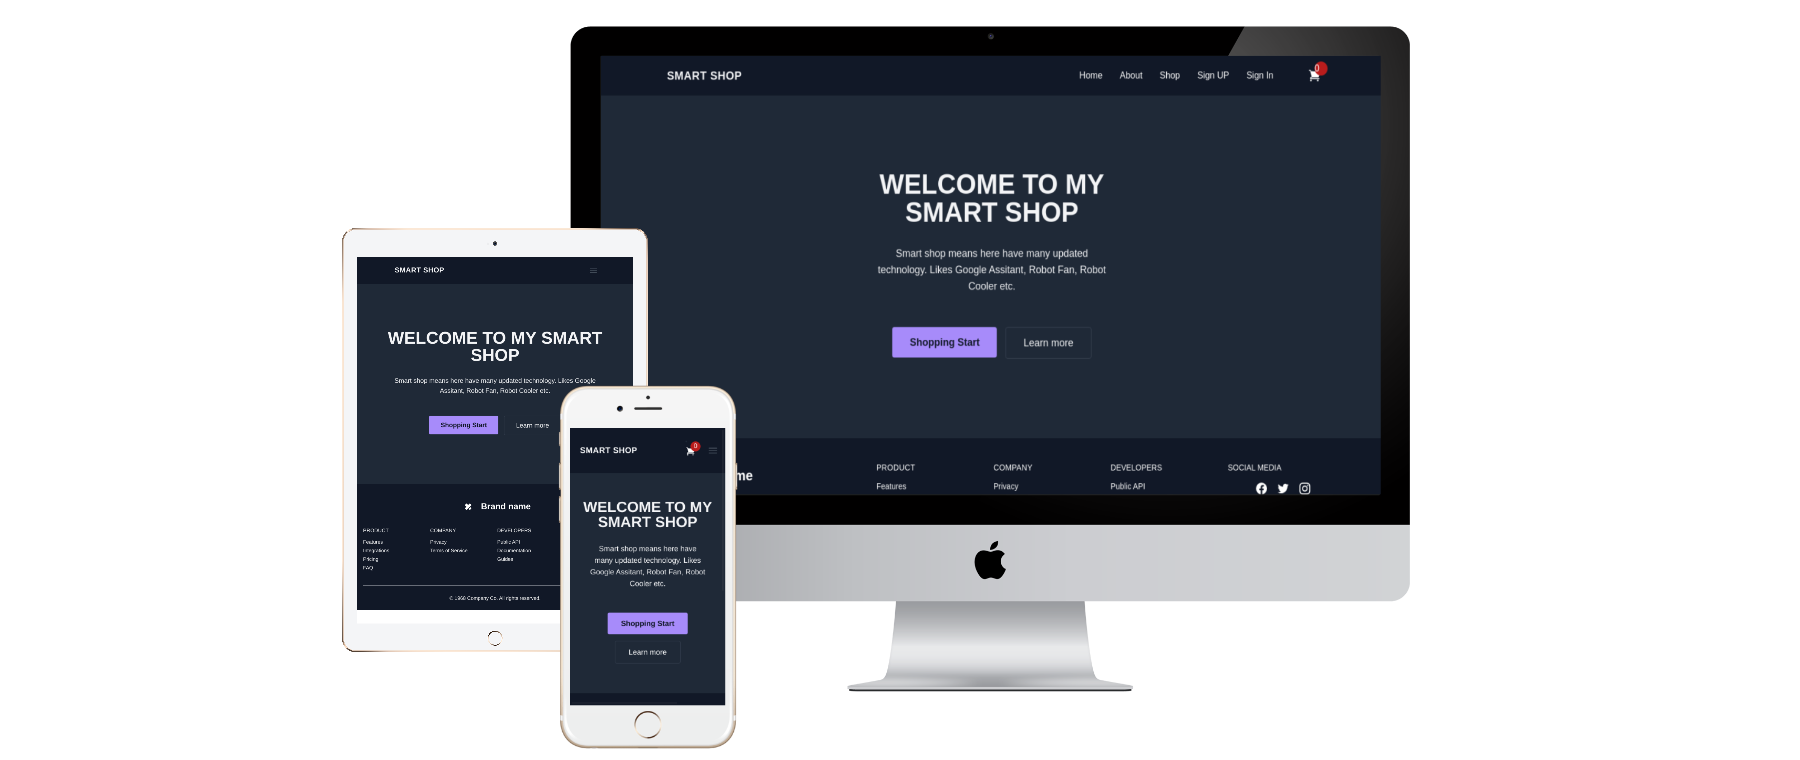 SMART SHOP
Home About Shop Sign UP Sign In 0
WELCOME TO MY
SMART SHOP
Smart shop means here have many updated
technology. Likes Google Assitant, Robot Fan, Robot
Cooler etc.
Shopping Start Learn more
me PRODUCT COMPANY DEVELOPERS SOCIAL MEDIA
Features Privacy Public API
SMART SHOP
WELCOME TO MY SMART
SHOP
Smart shop means here have many updated technology. Likes Google
Assitant, Robot Fan, Robot Cooler etc.
Shopping Start Learn more
Brand name
PRODUCT COMPANY DEVELOPERS
Features Privacy Public API
Integrations Terms of Service Documentation
Pricing Guides
FAQ
© 1968 Company Co. All rights reserved.
SMART SHOP 0
WELCOME TO MY
SMART SHOP
Smart shop means here have
many updated technology. Likes
Google Assitant, Robot Fan, Robot
Cooler etc.
Shopping Start
Learn more